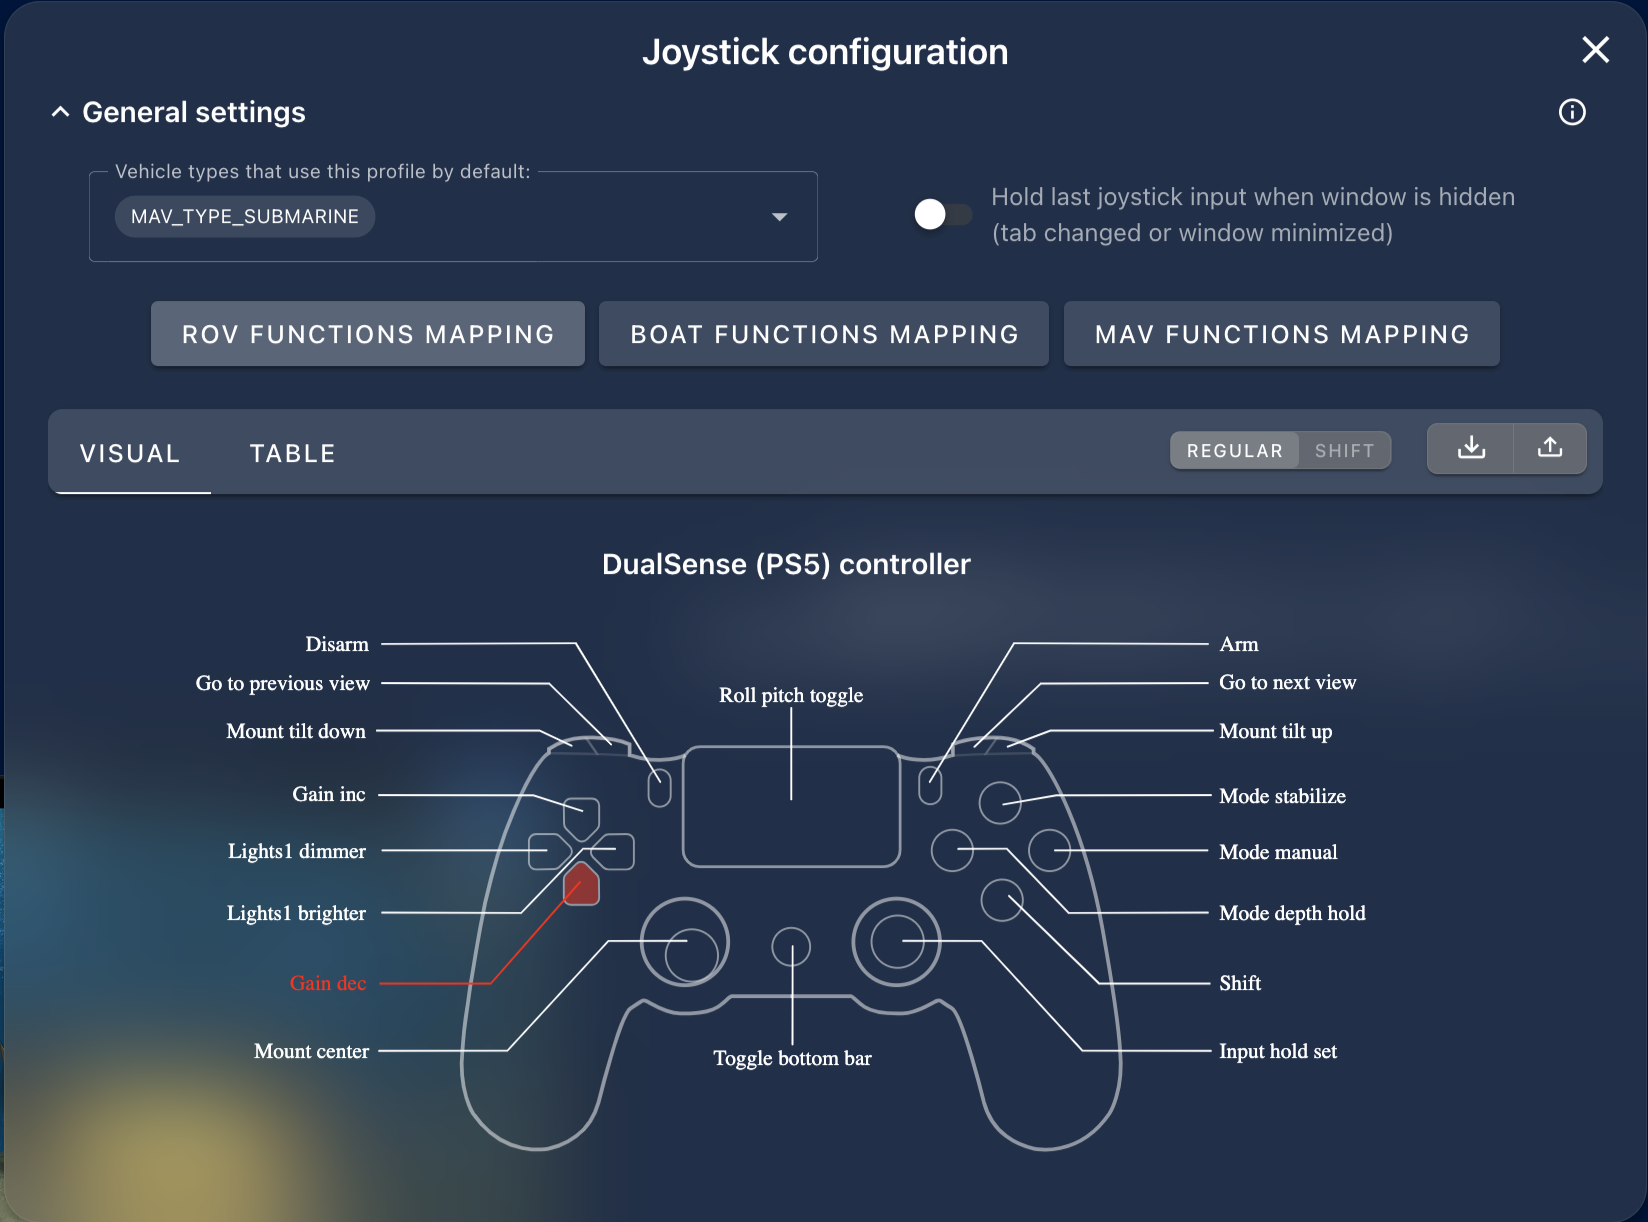 Joystick configuration
General settings
Vehicle types that use this profile by default:
MAV_TYPE_SUBMARINE
Hold last joystick input when window is hidden
(tab changed or window minimized)
ROV FUNCTIONS MAPPING
BOAT FUNCTIONS MAPPING
MAV FUNCTIONS MAPPING
VISUAL
TABLE
REGULAR
SHIFT
DualSense (PS5) controller
Disarm
Go to previous view
Mount tilt down
Gain inc
Lights1 dimmer
Lights1 brighter
Gain dec
Mount center
Roll pitch toggle
Toggle bottom bar
Arm
Go to next view
Mount tilt up
Mode stabilize
Mode manual
Mode depth hold
Shift
Input hold set